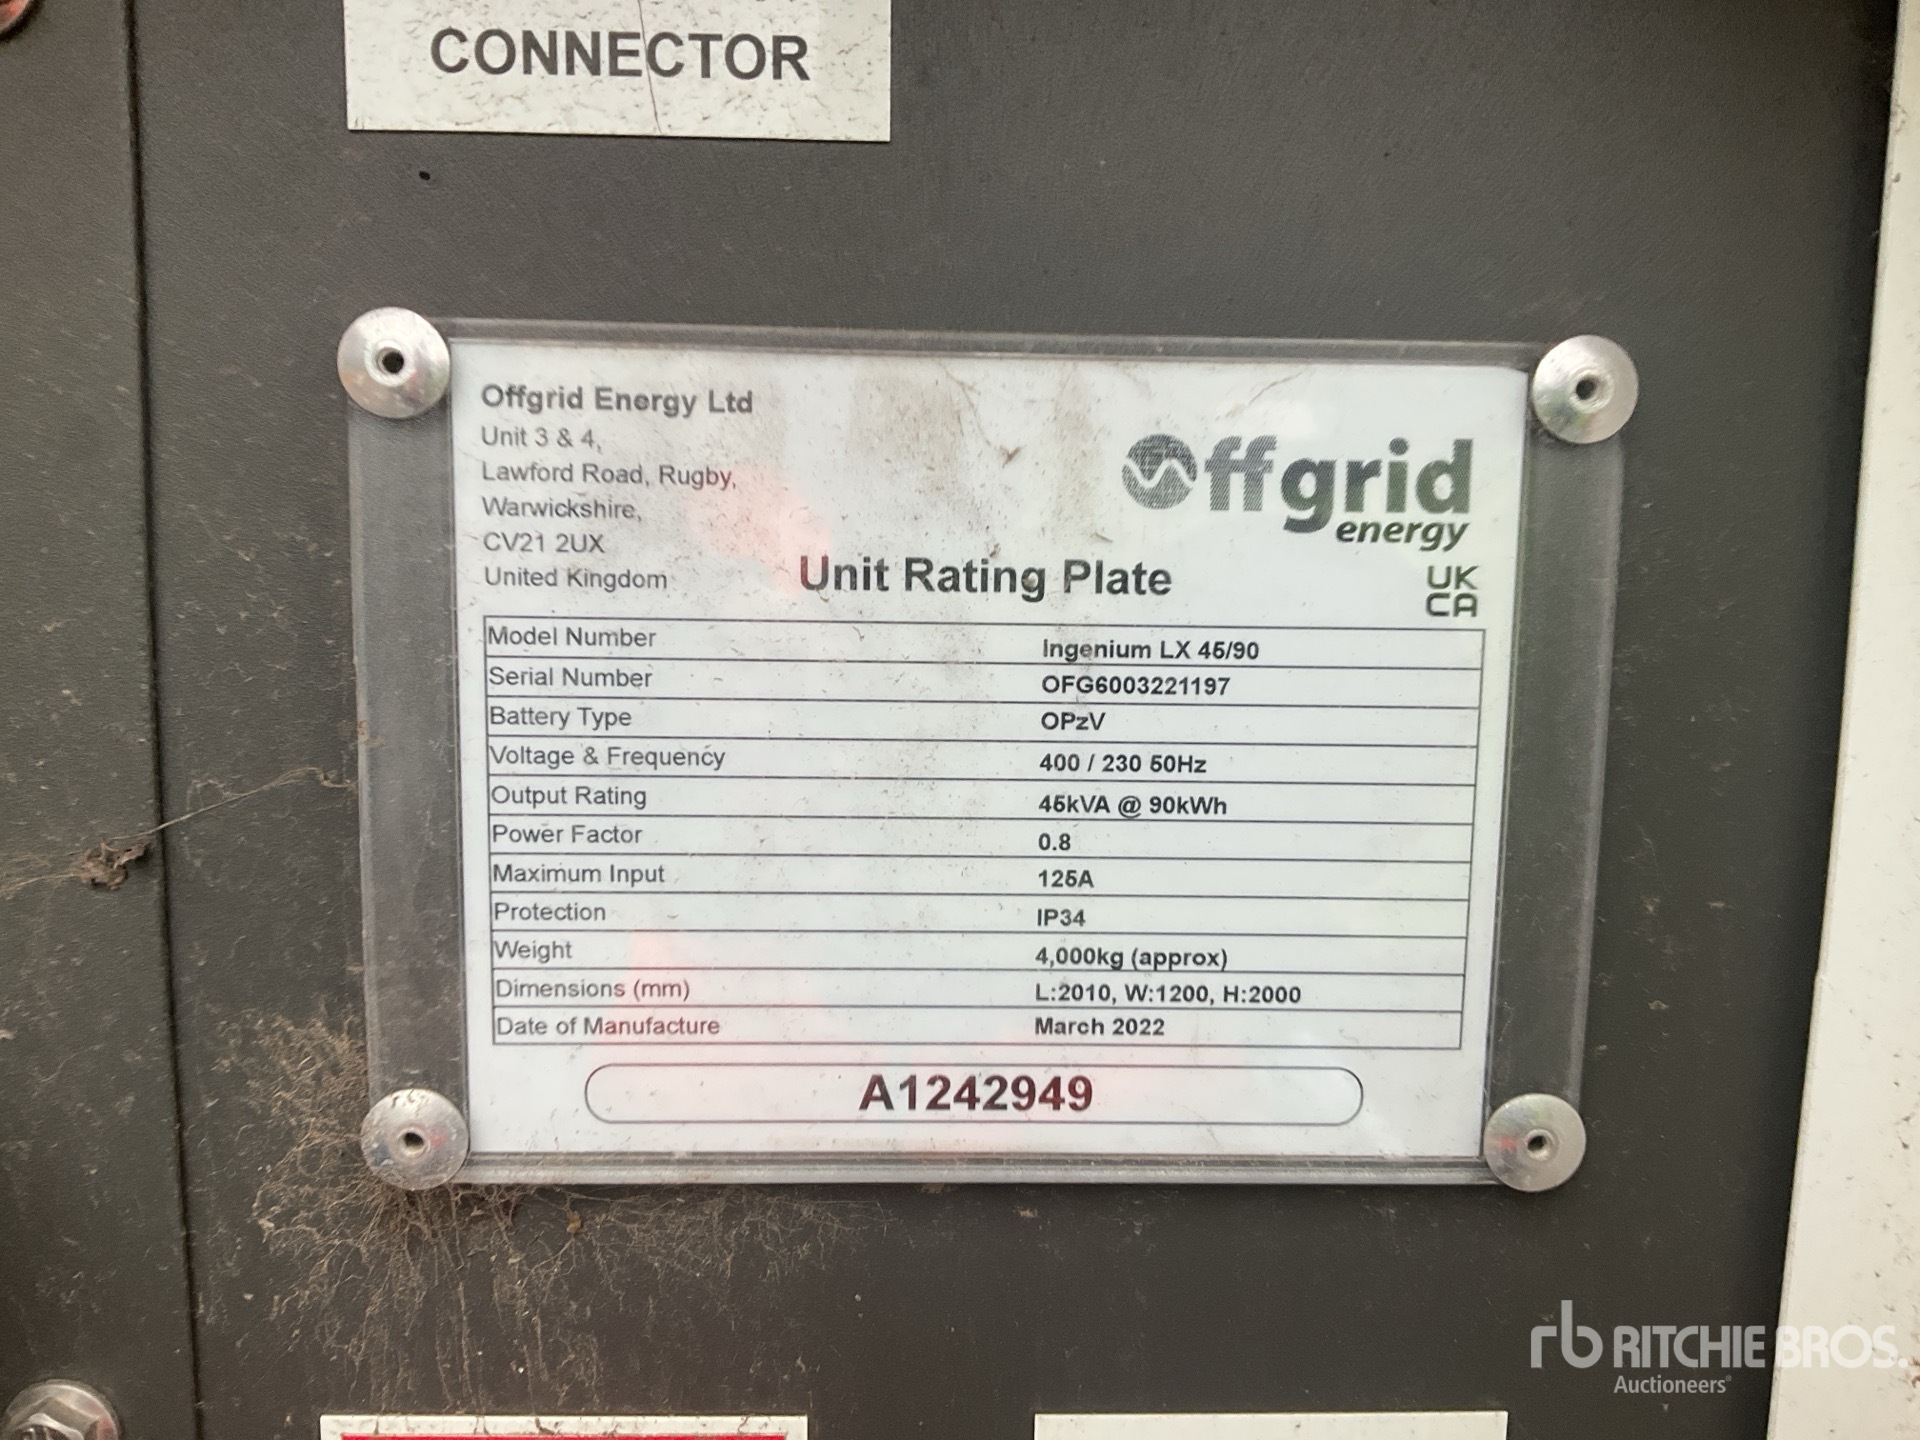 CONNECTOR
Offgrid Energy Ltd
Unit 3 & 4,
Lawford Road, Rugby,
Warwickshire,
CV21 2UX
United Kingdom
Offgrid
energy
Unit Rating Plate
UK
CA
Model Number Ingenium LX 45/90
Serial Number OFG6003221197
Battery Type OPzV
Voltage & Frequency 400 / 230 50Hz
Output Rating 45kVA @ 90kWh
Power Factor 0.8
Maximum Input 125A
Protection IP34
Weight 4,000kg (approx)
Dimensions (mm) L:2010, W:1200, H:2000
Date of Manufacture March 2022
A1242949
rb RITCHIE BROS.
Auctioneers